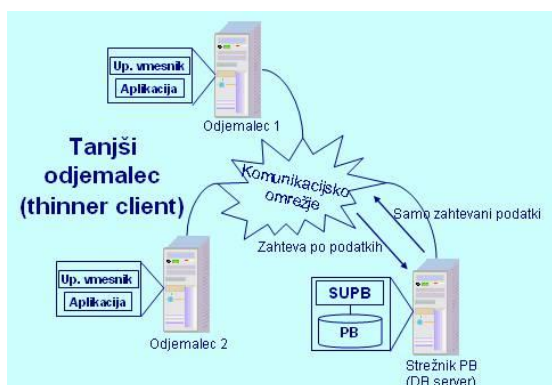 Up. vmesnik
Aplikacija
Odjemalec 1
Tanjši
odjemalec
(thinner client)
Komunikacijsko
omrežje
Samo zahtevani podatki
Zahteva po podatkih
Up. vmesnik
Aplikacija
Odjemalec 2
SUPB
PB
Strežnik PB
(DB server)